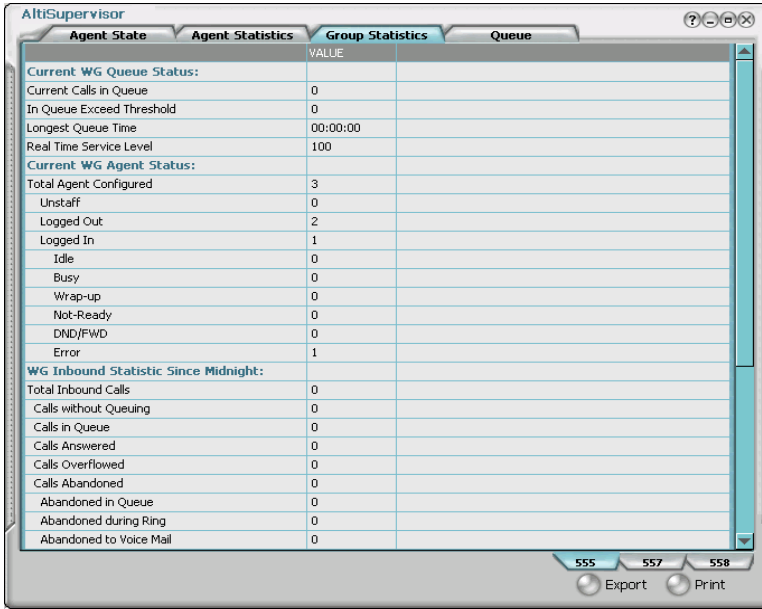 AltiSupervisor
Agent State Agent Statistics Group Statistics Queue
VALUE
Current WG Queue Status:
Current Calls in Queue 0
In Queue Exceed Threshold 0
Longest Queue Time 00:00:00
Real Time Service Level 100
Current WG Agent Status:
Total Agent Configured 3
Unstaff 0
Logged Out 2
Logged In 1
Idle 0
Busy 0
Wrap-up 0
Not-Ready 0
DND/FWD 0
Error 1
WG Inbound Statistic Since Midnight:
Total Inbound Calls 0
Calls without Queuing 0
Calls in Queue 0
Calls Answered 0
Calls Overflowed 0
Calls Abandoned 0
Abandoned in Queue 0
Abandoned during Ring 0
Abandoned to Voice Mail 0
555 557 558
Export Print